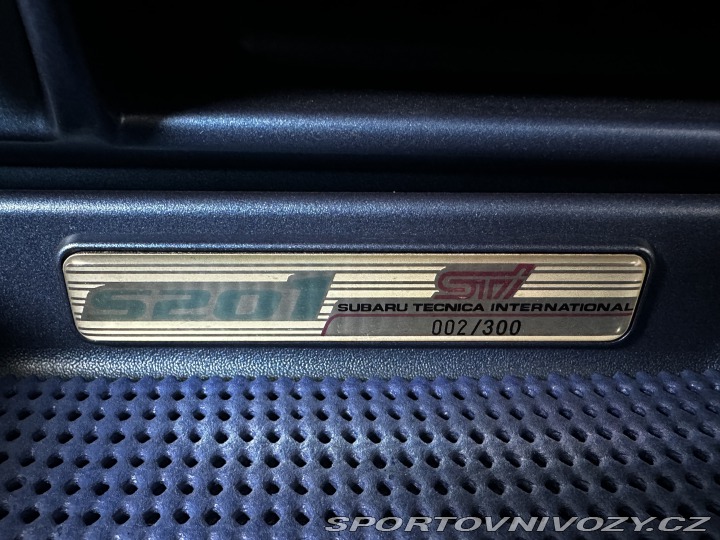 S201 STI
SUBARU TECNICA INTERNATIONAL
002/300
SPORTOVNIVOZY.CZ